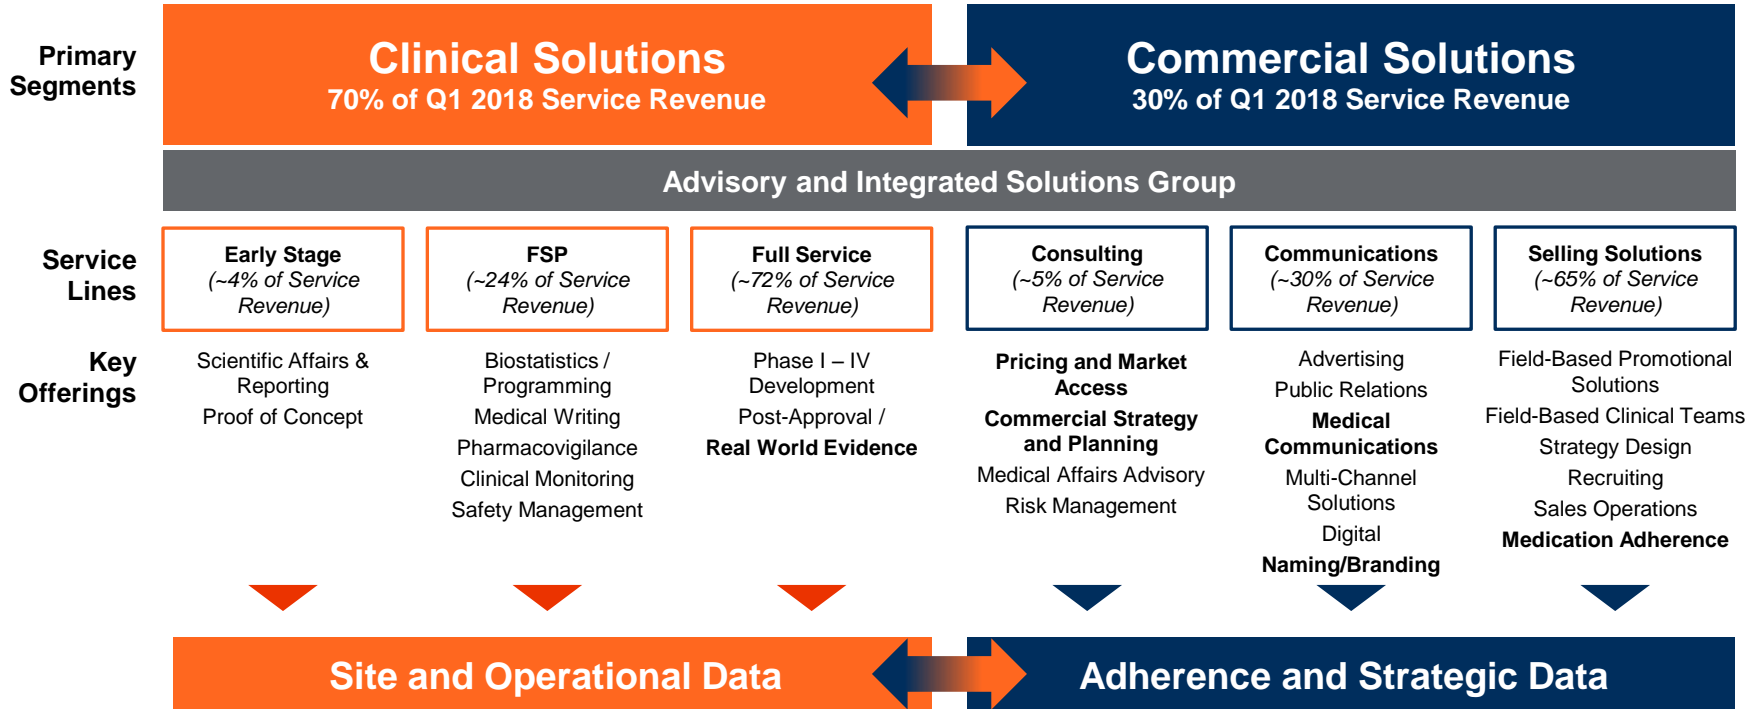 Primary
Segments
Clinical Solutions
70% of Q1 2018 Service Revenue
Commercial Solutions
30% of Q1 2018 Service Revenue
Advisory and Integrated Solutions Group
Service
Lines
Early Stage
(~4% of Service
Revenue)
FSP
(~24% of Service
Revenue)
Full Service
(~72% of Service
Revenue)
Consulting
(~5% of Service
Revenue)
Communications
(~30% of Service
Revenue)
Selling Solutions
(~65% of Service
Revenue)
Key
Offerings
Scientific Affairs &
Reporting
Proof of Concept
Biostatistics /
Programming
Medical Writing
Pharmacovigilance
Clinical Monitoring
Safety Management
Phase I – IV
Development
Post-Approval /
Real World Evidence
Pricing and Market
Access
Commercial Strategy
and Planning
Medical Affairs Advisory
Risk Management
Advertising
Public Relations
Medical
Communications
Multi-Channel
Solutions
Digital
Naming/Branding
Field-Based Promotional
Solutions
Field-Based Clinical Teams
Strategy Design
Recruiting
Sales Operations
Medication Adherence
Site and Operational Data
Adherence and Strategic Data